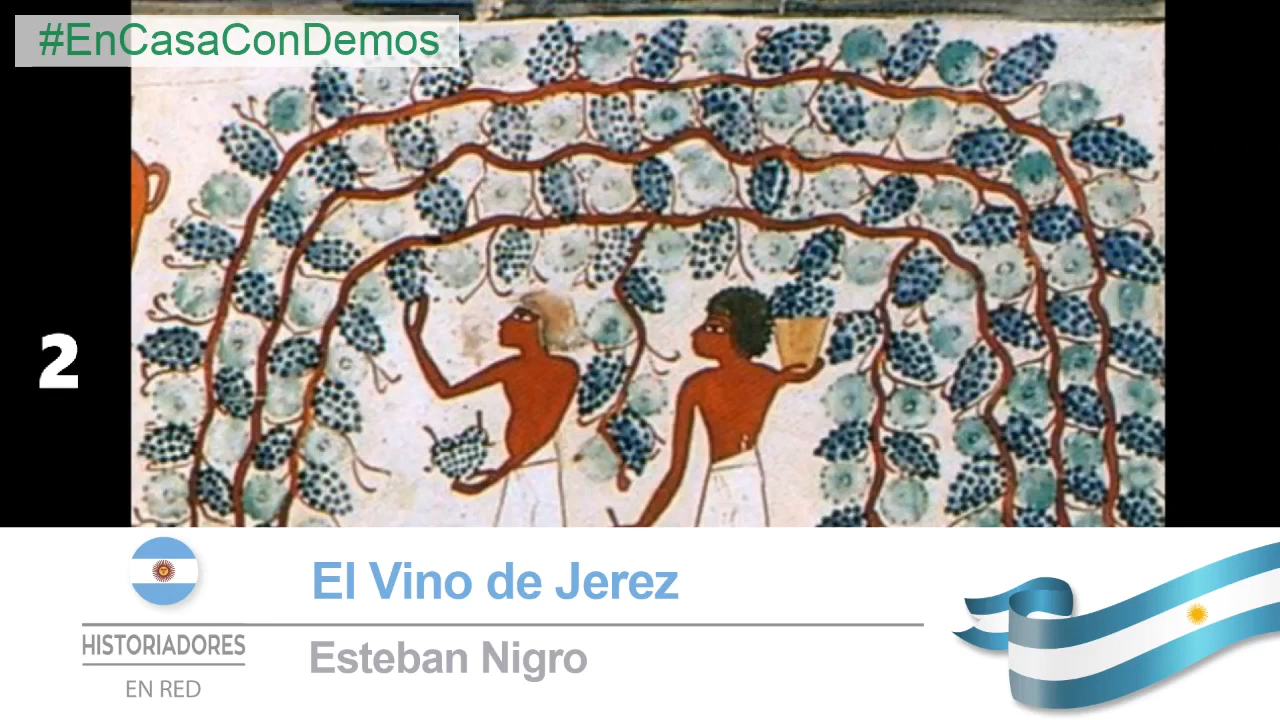 #EnCasaConDemos
2
El Vino de Jerez
HISTORIADORES
EN RED
Esteban Nigro